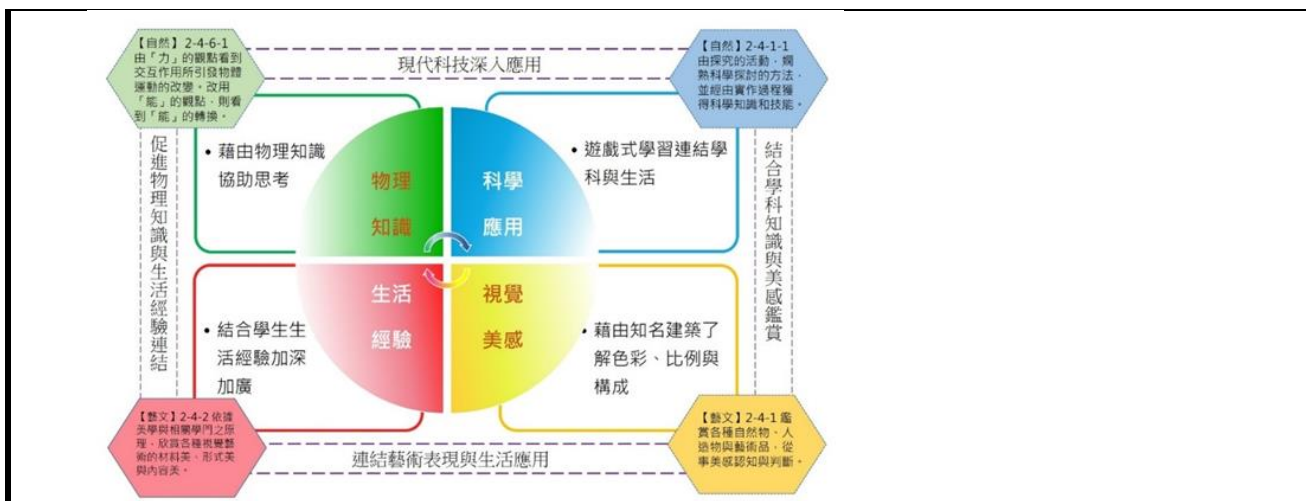 【自然】 2-4-6-1
由「力」的觀點看到
交互作用所引發物體
運動的改變。改用
「能」的觀點，則看
到「能」的轉換。
現代科技深入應用
【自然】2-4-1-1
由探究的活動，嫻
熟科學探討的方法，
並經由實作過程獲
得科學知識和技能。
促進物理知識與生活經驗連結
• 藉由物理知識
協助思考
物理
知識
科學
應用
• 遊戲式學習連結學
科與生活
結合學科知識與美感鑑賞
• 結合學生生
活經驗加深
加廣
生活
經驗
視覺
美感
• 藉由知名建築了
解色彩、比例與
構成
【藝文】2-4-2 依據
美學與相關學門之原
理，欣賞各種視覺藝
術的材料美、形式美
與內容美。
連結藝術表現與生活應用
【藝文】2-4-1 鑑
賞各種自然物、人
造物與藝術品，從
事美感認知與判斷。